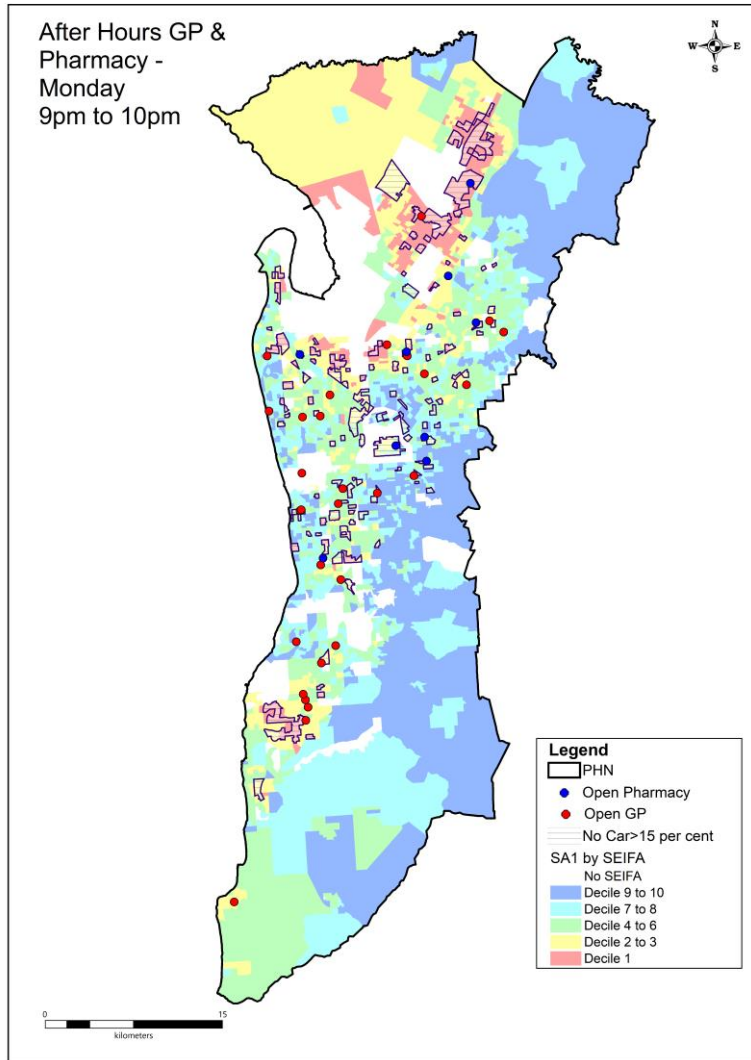 After Hours GP &
Pharmacy -
Monday
9pm to 10pm
N
W E
S
Legend
PHN
Open Pharmacy
Open GP
No Car>15 per cent
SA1 by SEIFA
No SEIFA
Decile 9 to 10
Decile 7 to 8
Decile 4 to 6
Decile 2 to 3
Decile 1
0 15
kilometers